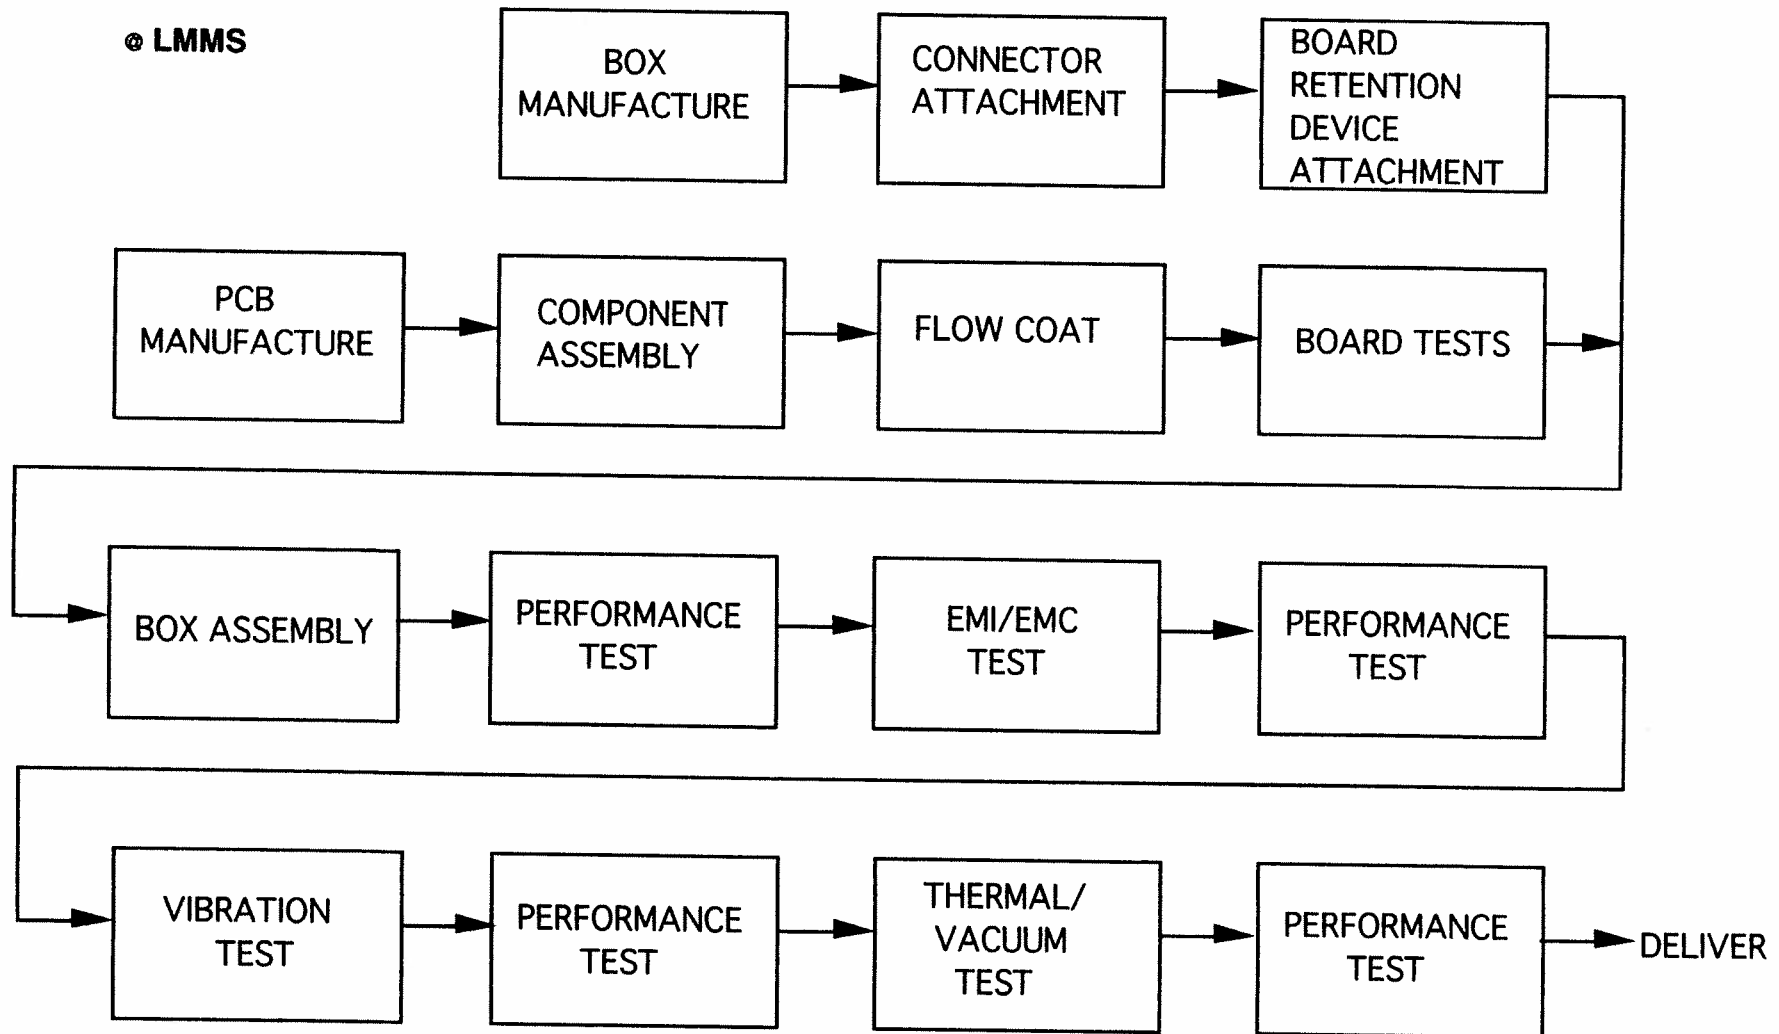 @ LMMS
BOX
MANUFACTURE
CONNECTOR
ATTACHMENT
BOARD
RETENTION
DEVICE
ATTACHMENT
PCB
MANUFACTURE
COMPONENT
ASSEMBLY
FLOW COAT
BOARD TESTS
BOX ASSEMBLY
PERFORMANCE
TEST
EMI/EMC
TEST
PERFORMANCE
TEST
VIBRATION
TEST
PERFORMANCE
TEST
THERMAL/
VACUUM
TEST
PERFORMANCE
TEST
DELIVER